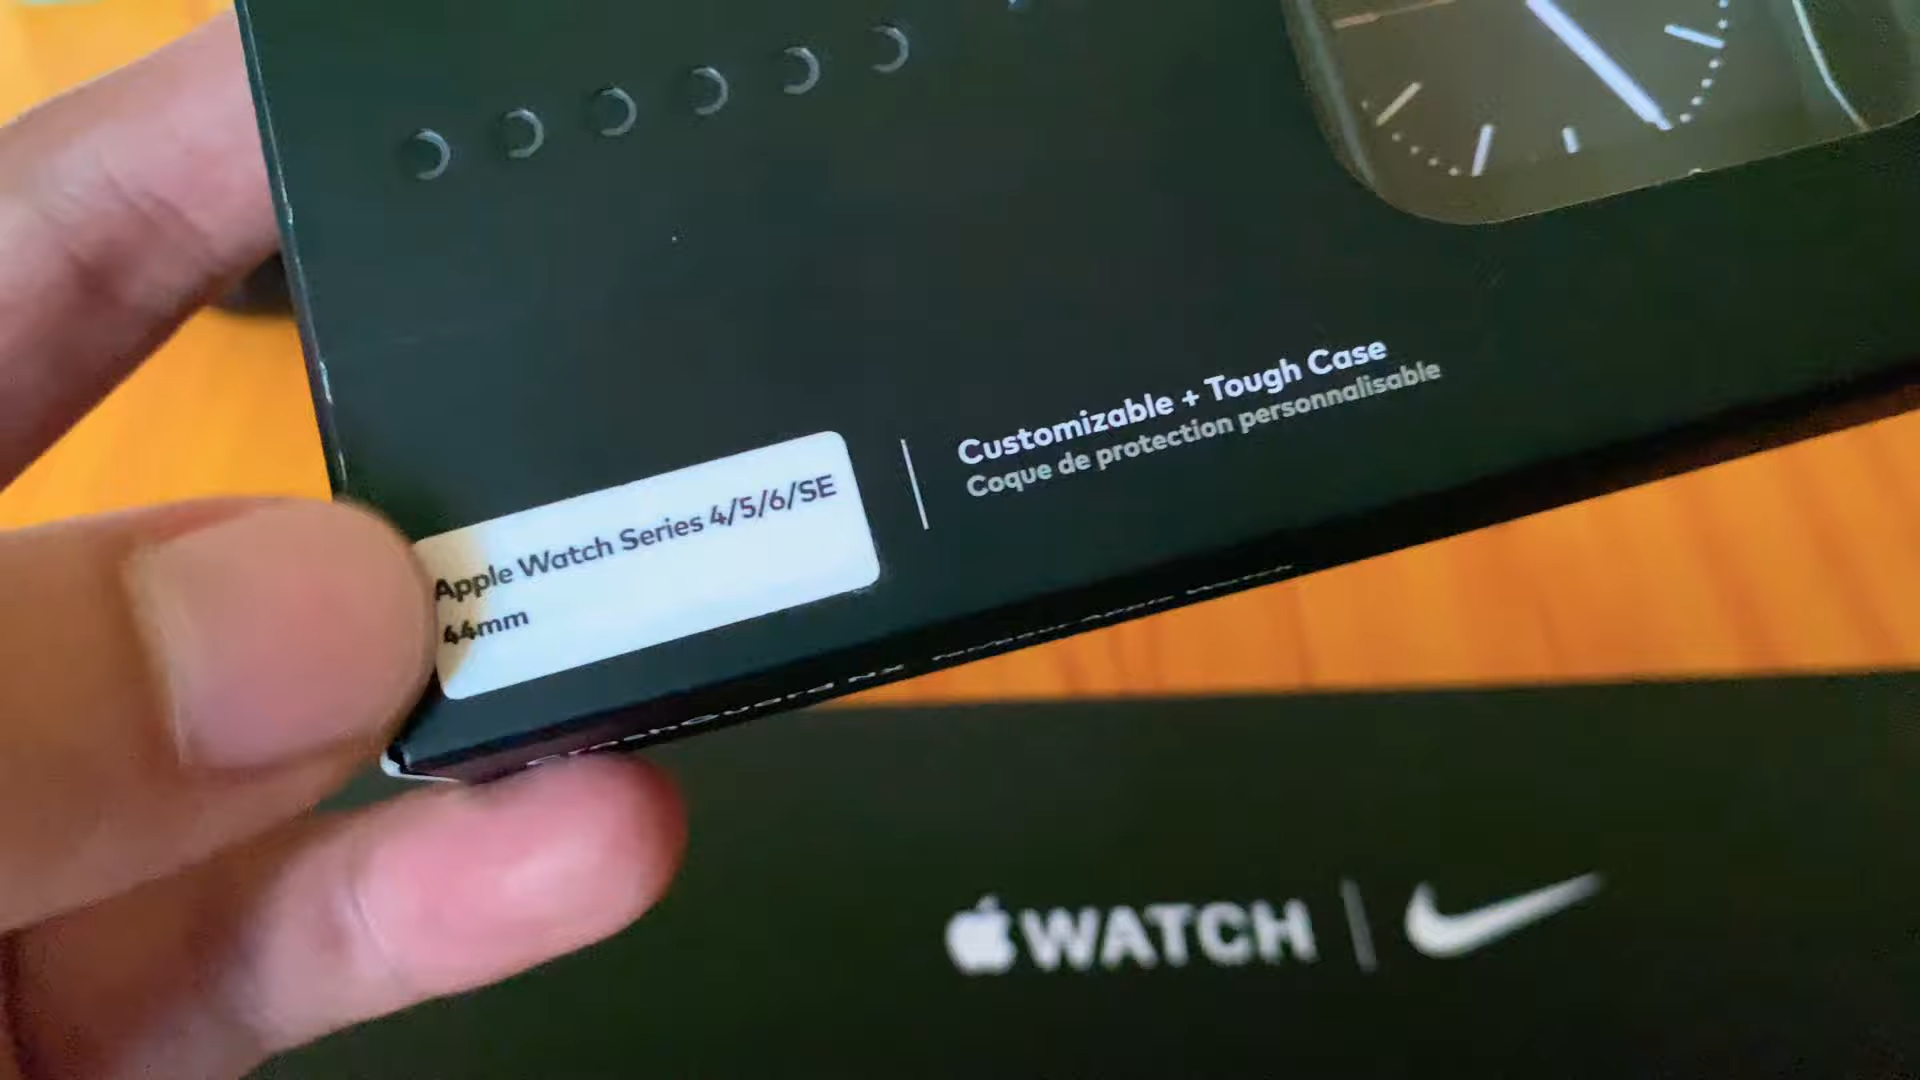 Customizable + Tough Case
Coque de protection personnalisable
Apple Watch Series 4/5/6/SE
44mm
WATCH